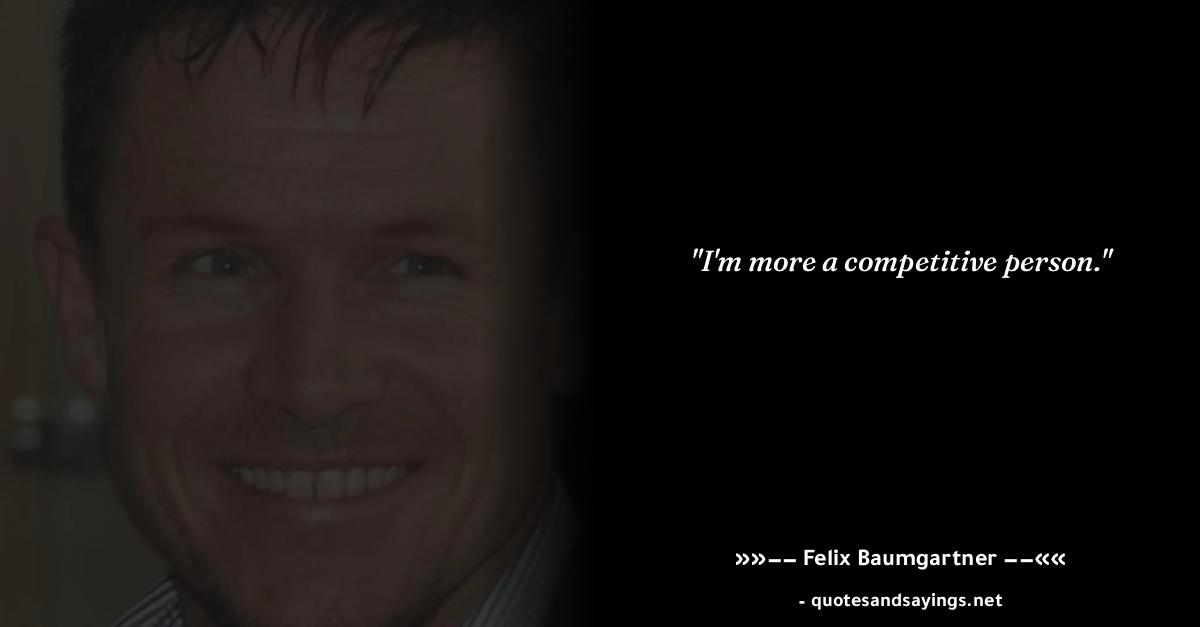 "I'm more a competitive person."
»»–– Felix Baumgartner ––««
- quotesandsayings.net